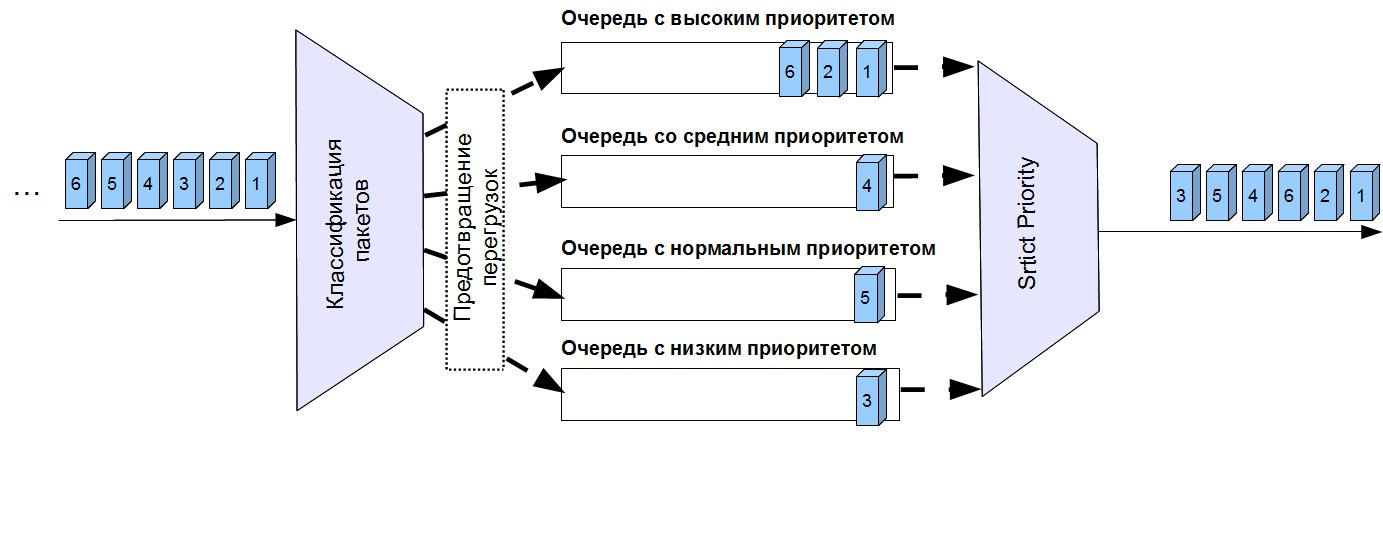 ...
6 5 4 3 2 1
Классификация
пакетов
Предотвращение
перегрузок
Очередь с высоким приоритетом
6 2 1
Очередь со средним приоритетом
4
Очередь с нормальным приоритетом
5
Очередь с низким приоритетом
3
Srtict Priority
3 5 4 6 2 1